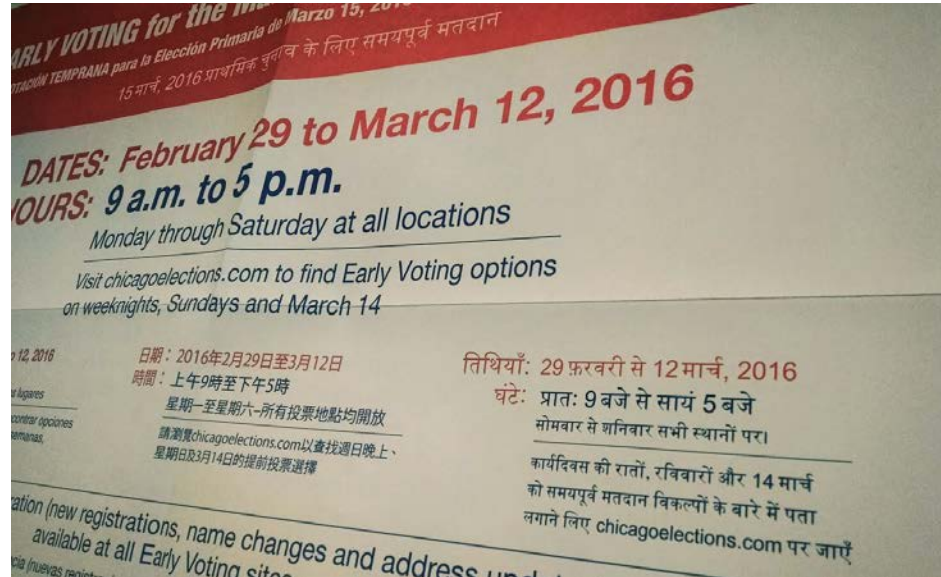 EARLY VOTING for the
VOTACIÓN TEMPRANA para la Elección Primaria de Marzo 15,
15 मार्च, 2016 प्राथमिक चुनाव के लिए समयपूर्व मतदान
DATES: February 29 to March 12, 2016
HOURS: 9 a.m. to 5 p.m.
Monday through Saturday at all locations
Visit chicagoelections.com to find Early Voting options
on weeknights, Sundays and March 14
12, 2016
lugares
contrar opciones
semanas,
日期：2016年2月29日至3月12日
時間：上午9時至下午5時
星期一至星期六–所有投票地點均開放
請瀏覽chicagoelections.com以查找週日晚上、
星期日及3月14日的提前投票選擇
तिथियाँ: 29 फ़रवरी से 12 मार्च, 2016
घंटे: प्रातः 9 बजे से सायं 5 बजे
सोमवार से शनिवार सभी स्थानों पर।
कार्यदिवस की रातों, रविवारों और 14 मार्च
को समयपूर्व मतदान विकल्पों के बारे में पता
लगाने लिए chicagoelections.com पर जाएँ
ration (new registrations, name changes and address
available at all Early Voting sites
cia (nuevas